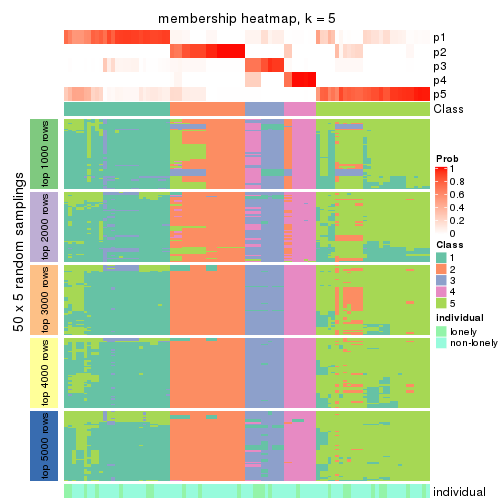 membership heatmap, k = 5
p1
p2
p3
p4
p5
Class
50 x 5 random samplings
top 1000 rows
top 2000 rows
top 3000 rows
top 4000 rows
top 5000 rows
individual
Prob
1
0.8
0.6
0.4
0.2
0
Class
1
2
3
4
5
individual
lonely
non-lonely